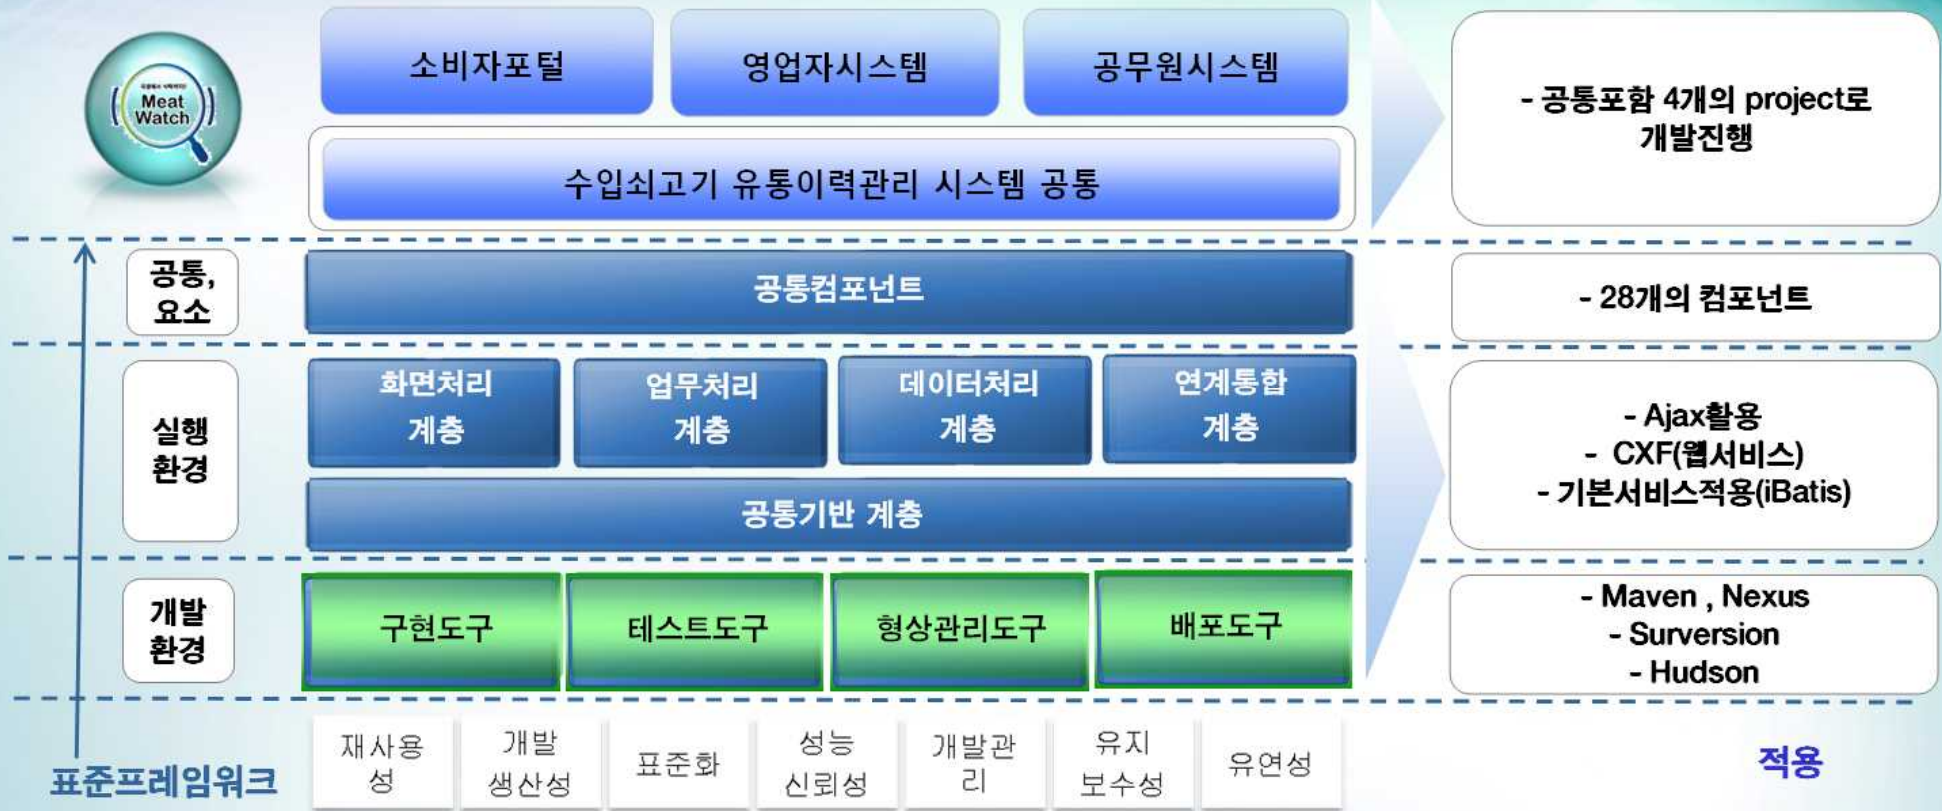 Meat
Watch
소비자포털
영업자시스템
공무원시스템
수입쇠고기 유통이력관리 시스템 공통
- 공통포함 4개의 project로
개발진행
공통,
요소
공통컴포넌트
- 28개의 컴포넌트
실행
환경
화면처리
계층
업무처리
계층
데이터처리
계층
연계통합
계층
공통기반 계층
- Ajax활용
- CXF(웹서비스)
- 기본서비스적용(iBatis)
개발
환경
구현도구
테스트도구
형상관리도구
배포도구
- Maven , Nexus
- Surversion
- Hudson
표준프레임워크
재사용
성
개발
생산성
표준화
성능
신뢰성
개발관
리
유지
보수성
유연성
적용